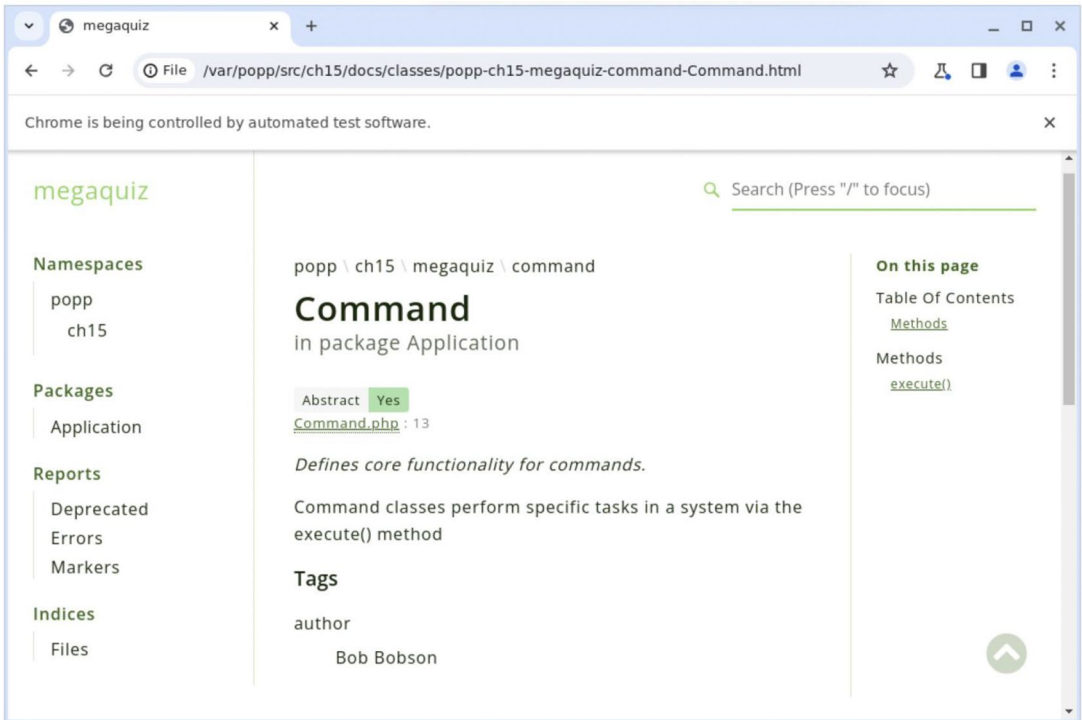 megaquiz
File /var/popp/src/ch15/docs/classes/popp-ch15-megaquiz-command-Command.html
Chrome is being controlled by automated test software.
megaquiz
Search (Press "/" to focus)
Namespaces
popp
ch15
Packages
Application
Reports
Deprecated
Errors
Markers
Indices
Files
popp \ ch15 \ megaquiz \ command
Command
in package Application
Abstract Yes
Command.php : 13
Defines core functionality for commands.
Command classes perform specific tasks in a system via the
execute() method
Tags
author
Bob Bobson
On this page
Table Of Contents
Methods
Methods
execute()